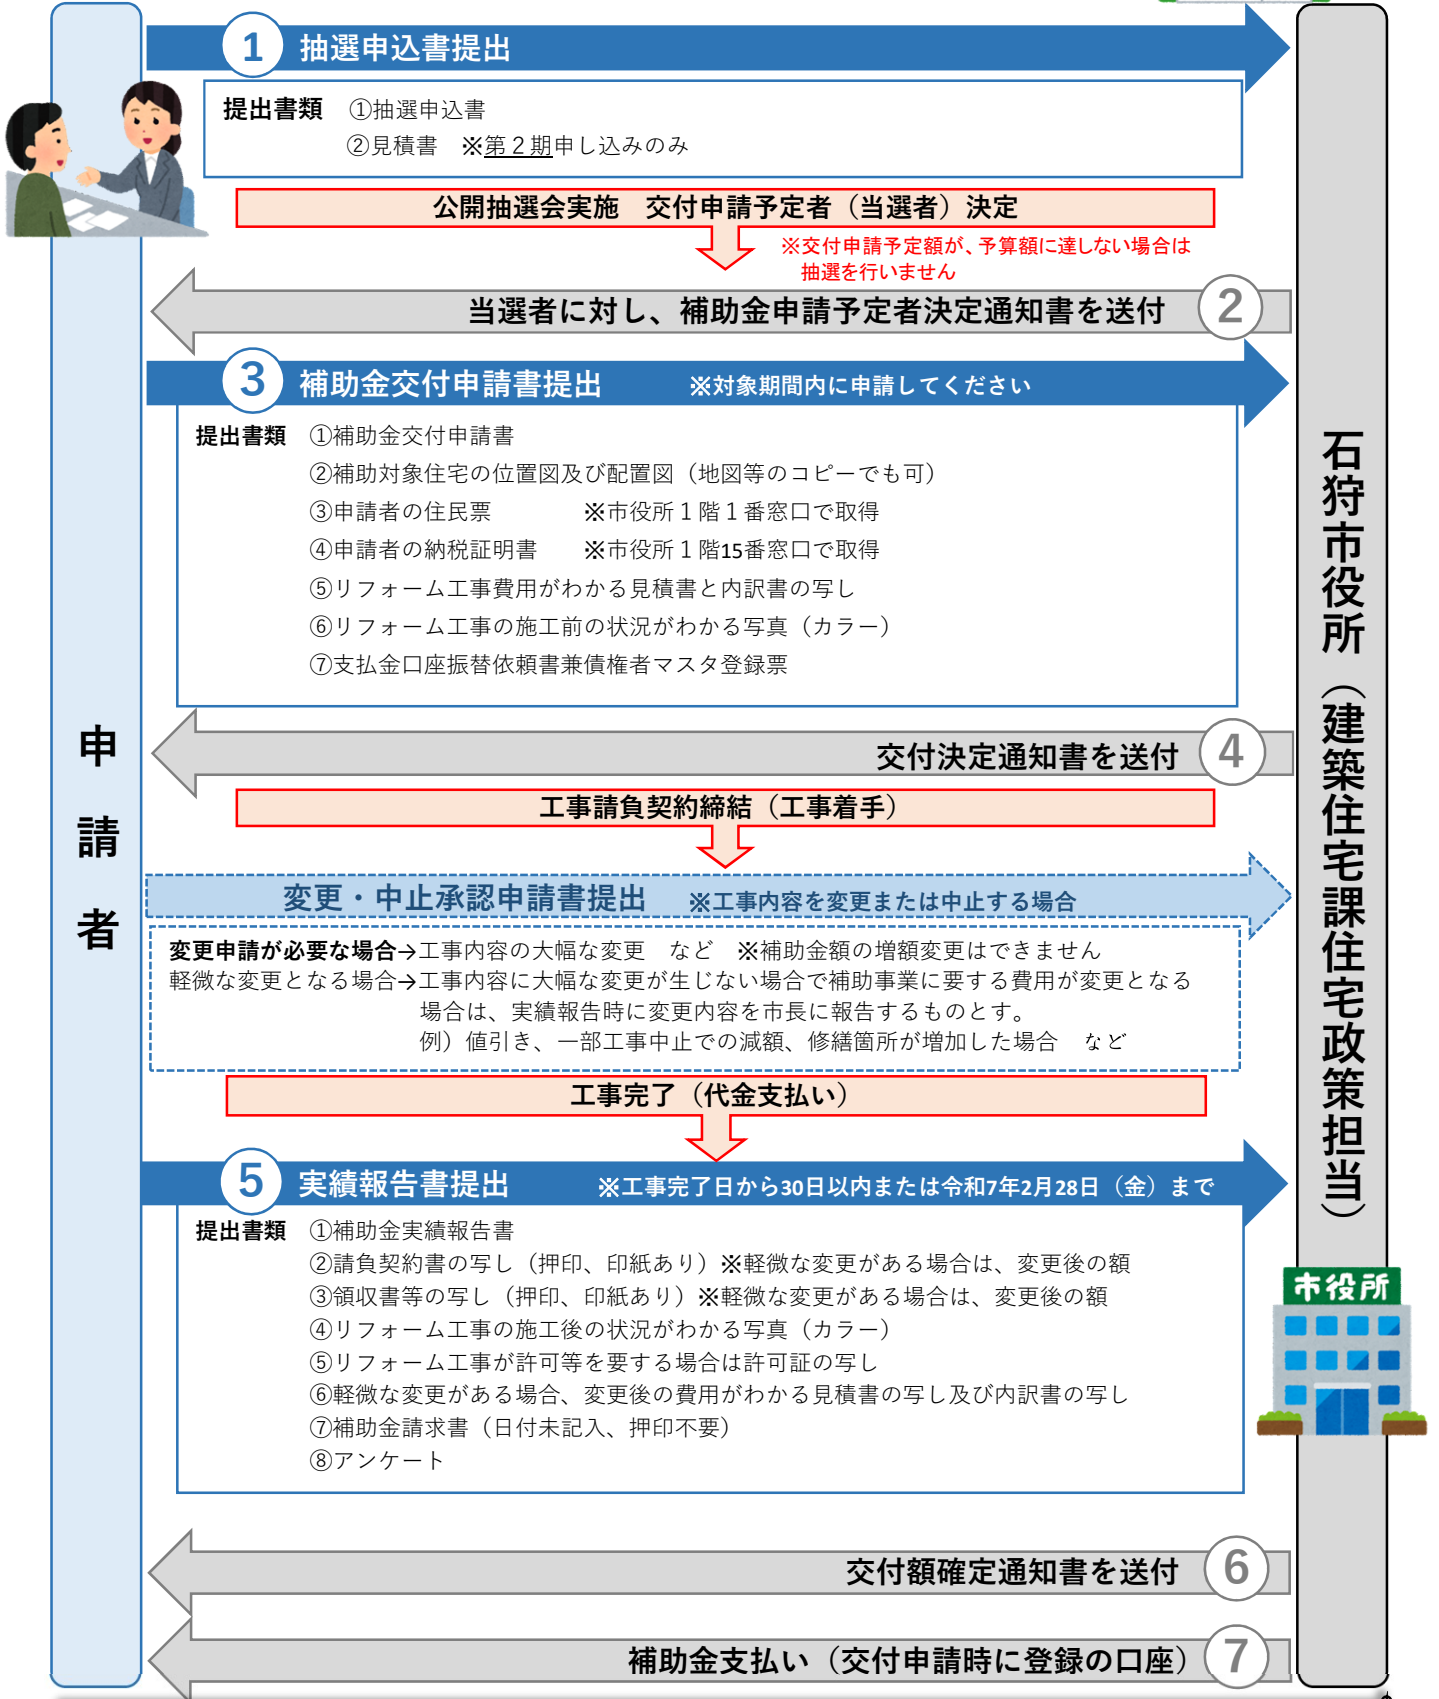 ① 抽選申込書提出
提出書類　①抽選申込書
②見積書　※第２期申し込みのみ
公開抽選会実施　交付申請予定者（当選者）決定
※交付申請予定額が、予算額に達しない場合は
抽選を行いません
当選者に対し、補助金申請予定者決定通知書を送付 ②
③ 補助金交付申請書提出　※対象期間内に申請してください
提出書類　①補助金交付申請書
②補助対象住宅の位置図及び配置図（地図等のコピーでも可）
③申請者の住民票　※市役所１階１番窓口で取得
④申請者の納税証明書　※市役所１階15番窓口で取得
⑤リフォーム工事費用がわかる見積書と内訳書の写し
⑥リフォーム工事の施工前の状況がわかる写真（カラー）
⑦支払金口座振替依頼書兼債権者マスタ登録票
交付決定通知書を送付 ④
工事請負契約締結（工事着手）
変更・中止承認申請書提出　※工事内容を変更または中止する場合
変更申請が必要な場合→工事内容の大幅な変更　など　※補助金額の増額変更はできません
軽微な変更となる場合→工事内容に大幅な変更が生じない場合で補助事業に要する費用が変更となる
場合は、実績報告時に変更内容を市長に報告するものとす。
例）値引き、一部工事中止での減額、修繕箇所が増加した場合　など
工事完了（代金支払い）
⑤ 実績報告書提出　※工事完了日から30日以内または令和7年2月28日（金）まで
提出書類　①補助金実績報告書
②請負契約書の写し（押印、印紙あり）※軽微な変更がある場合は、変更後の額
③領収書等の写し（押印、印紙あり）※軽微な変更がある場合は、変更後の額
④リフォーム工事の施工後の状況がわかる写真（カラー）
⑤リフォーム工事が許可等を要する場合は許可証の写し
⑥軽微な変更がある場合、変更後の費用がわかる見積書の写し及び内訳書の写し
⑦補助金請求書（日付未記入、押印不要）
⑧アンケート
交付額確定通知書を送付 ⑥
補助金支払い（交付申請時に登録の口座） ⑦
申請者
石狩市役所（建築住宅課住宅政策担当）
市役所